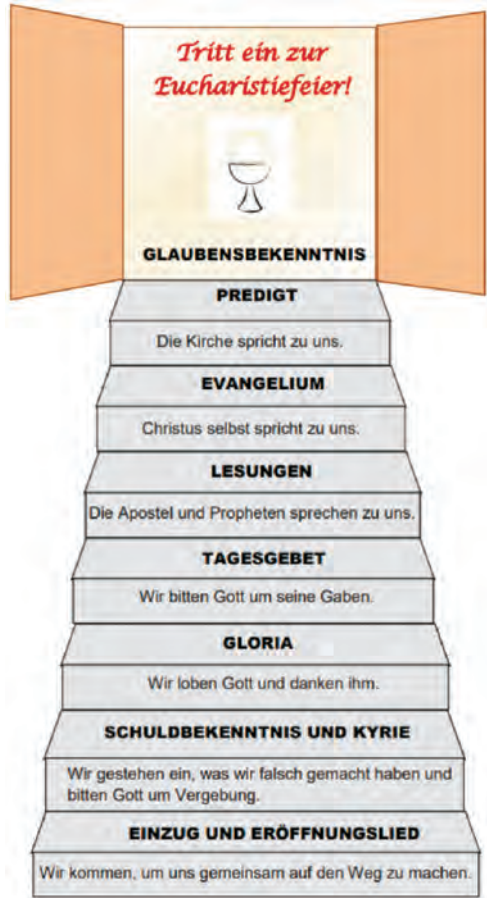 Tritt ein zur
Eucharistiefeier!
GLAUBENSBEKENNTNIS
PREDIGT
Die Kirche spricht zu uns.
EVANGELIUM
Christus selbst spricht zu uns.
LESUNGEN
Die Apostel und Propheten sprechen zu uns.
TAGESGEBET
Wir bitten Gott um seine Gaben.
GLORIA
Wir loben Gott und danken ihm.
SCHULDBEKENNTNIS UND KYRIE
Wir gestehen ein, was wir falsch gemacht haben und
bitten Gott um Vergebung.
EINZUG UND ERÖFFNUNGSLIED
Wir kommen, um uns gemeinsam auf den Weg zu machen.